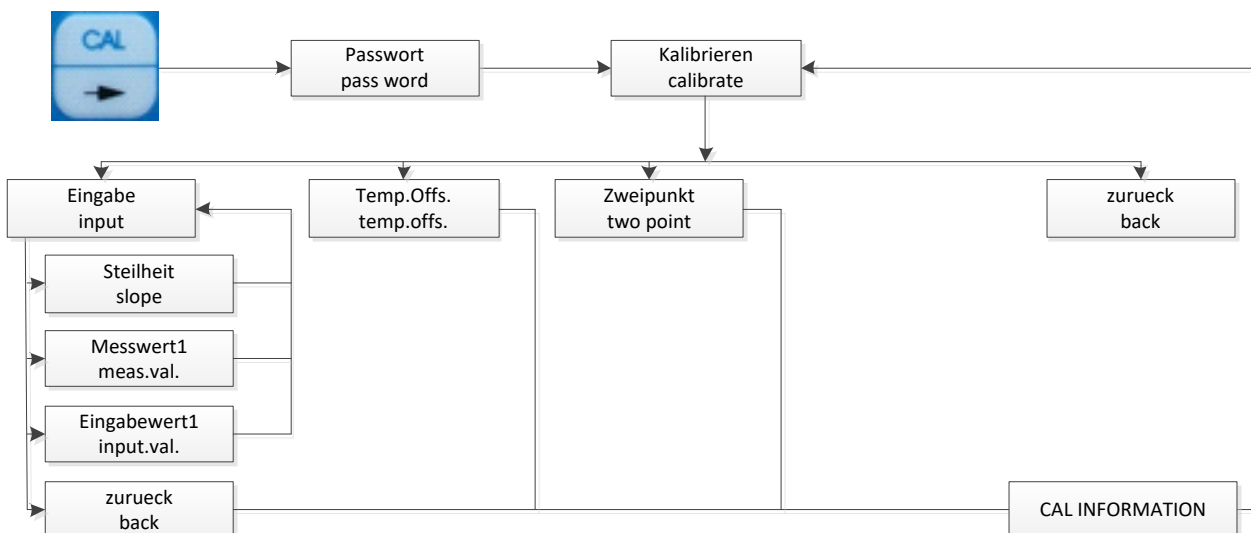 CAL
Passwort
pass word
Kalibrieren
calibrate
Eingabe
input
Temp.Offs.
temp.offs.
Zweipunkt
two point
zurueck
back
Steilheit
slope
Messwert1
meas.val.
Eingabewert1
input.val.
zurueck
back
CAL INFORMATION